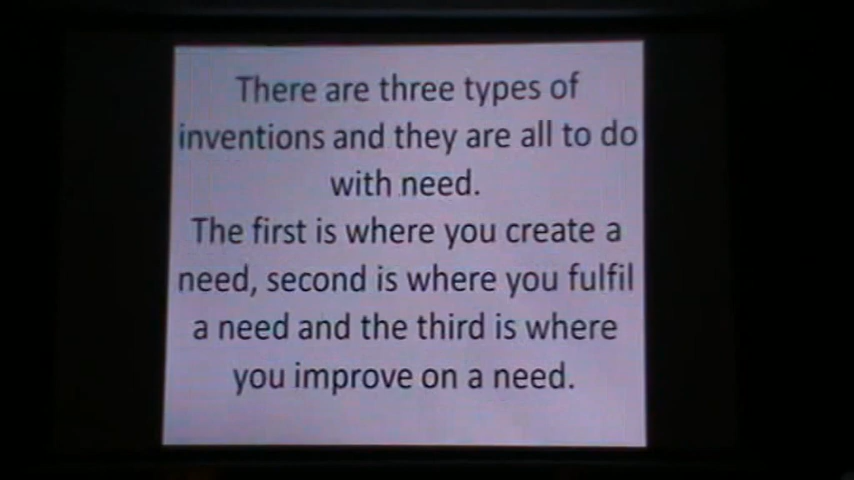 There are three types of
inventions and they are all to do
with need.
The first is where you create a
need, second is where you fulfil
a need and the third is where
you improve on a need.